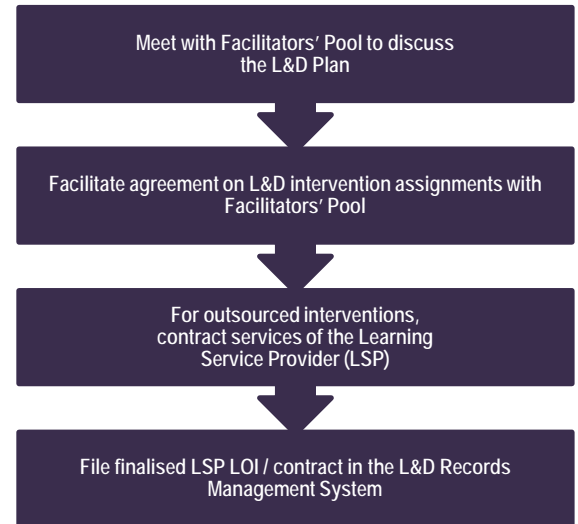 Meet with Facilitators’ Pool to discuss
the L&D Plan
Facilitate agreement on L&D intervention assignments with
Facilitators’ Pool
For outsourced interventions,
contract services of the Learning
Service Provider (LSP)
File finalised LSP LOI / contract in the L&D Records
Management System